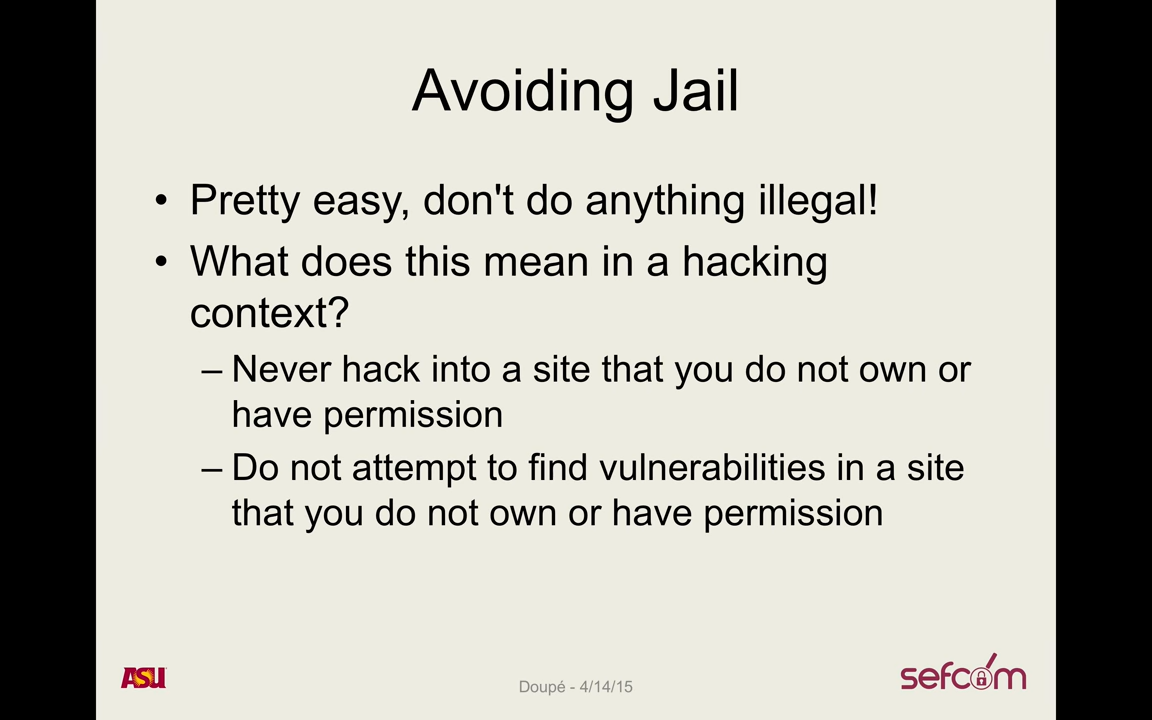 Avoiding Jail
• Pretty easy, don't do anything illegal!
• What does this mean in a hacking
context?
– Never hack into a site that you do not own or
have permission
– Do not attempt to find vulnerabilities in a site
that you do not own or have permission
ASU
Doupé - 4/14/15
sefcom